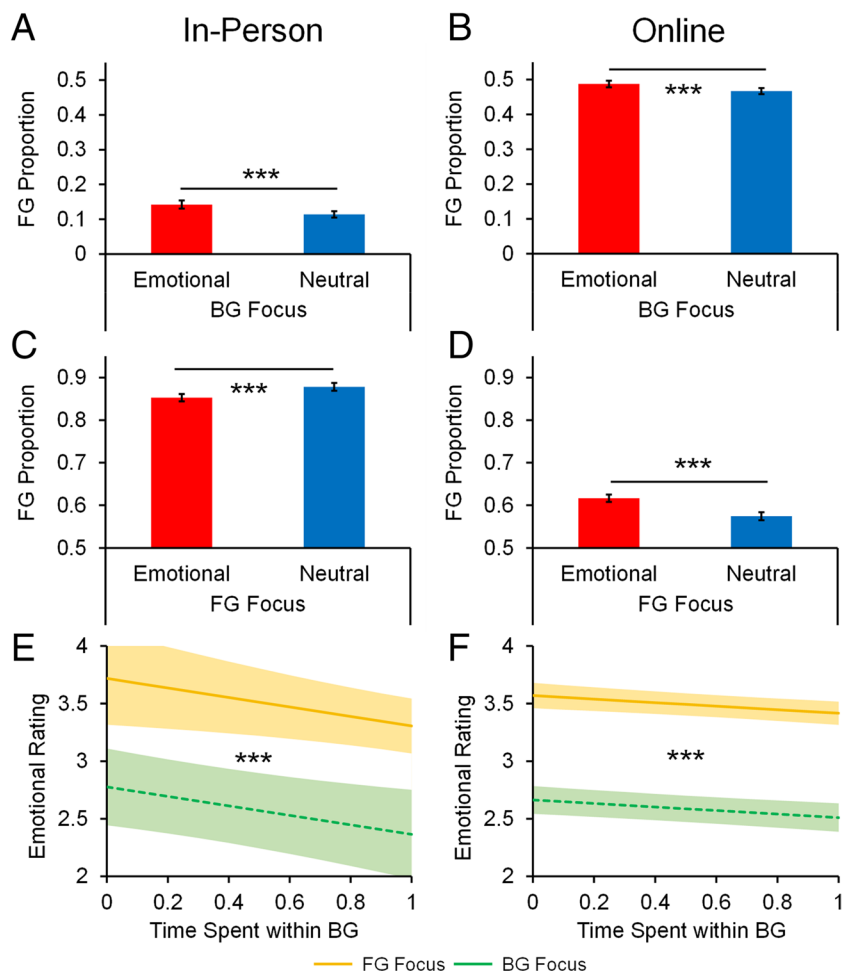 A In-Person B Online
FG Proportion
0.5
0.4
0.3
0.2
0.1
0
***
Emotional Neutral
BG Focus
FG Proportion
0.5
0.4
0.3
0.2
0.1
0
***
Emotional Neutral
BG Focus
C
FG Proportion
0.9
0.8
0.7
0.6
0.5
***
Emotional Neutral
FG Focus
D
FG Proportion
0.9
0.8
0.7
0.6
0.5
***
Emotional Neutral
FG Focus
E
Emotional Rating
4
3.5
3
2.5
2
***
0 0.2 0.4 0.6 0.8 1
Time Spent within BG
F
Emotional Rating
4
3.5
3
2.5
2
***
0 0.2 0.4 0.6 0.8 1
Time Spent within BG
FG Focus BG Focus